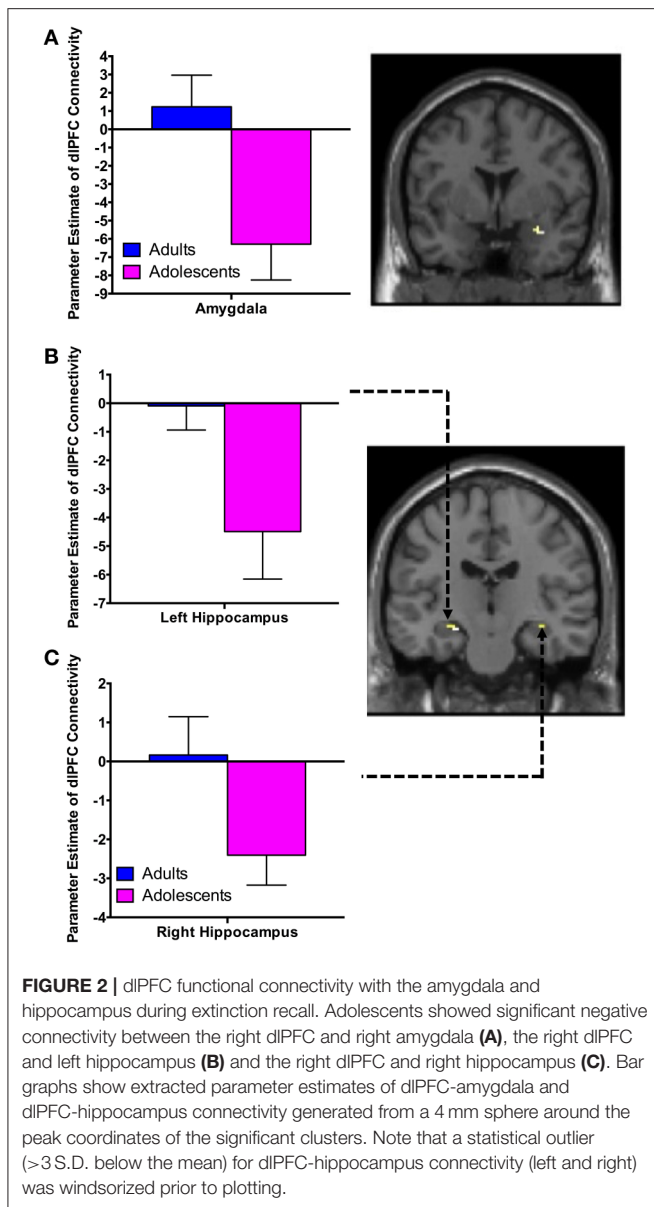 A
Parameter Estimate of dlPFC Connectivity
4
3
2
1
0
-1
-2
-3
-4
-5
-6
-7
-8
-9
Adults
Adolescents
Amygdala
B
Parameter Estimate of dlPFC Connectivity
1
0
-1
-2
-3
-4
-5
-6
-7
Left Hippocampus
C
Parameter Estimate of dlPFC Connectivity
2
1
0
-1
-2
-3
-4
Adults
Adolescents
Right Hippocampus
FIGURE 2 | dlPFC functional connectivity with the amygdala and
hippocampus during extinction recall. Adolescents showed significant negative
connectivity between the right dlPFC and right amygdala (A), the right dlPFC
and left hippocampus (B) and the right dlPFC and right hippocampus (C). Bar
graphs show extracted parameter estimates of dlPFC-amygdala and
dlPFC-hippocampus connectivity generated from a 4 mm sphere around the
peak coordinates of the significant clusters. Note that a statistical outlier
(>3 S.D. below the mean) for dlPFC-hippocampus connectivity (left and right)
was windsorized prior to plotting.